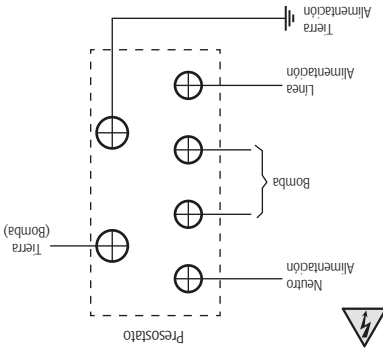 Presostato
Neutro
Alimentación
Bomba
Línea
Alimentación
Tierra
(Bomba)
Tierra
Alimentación